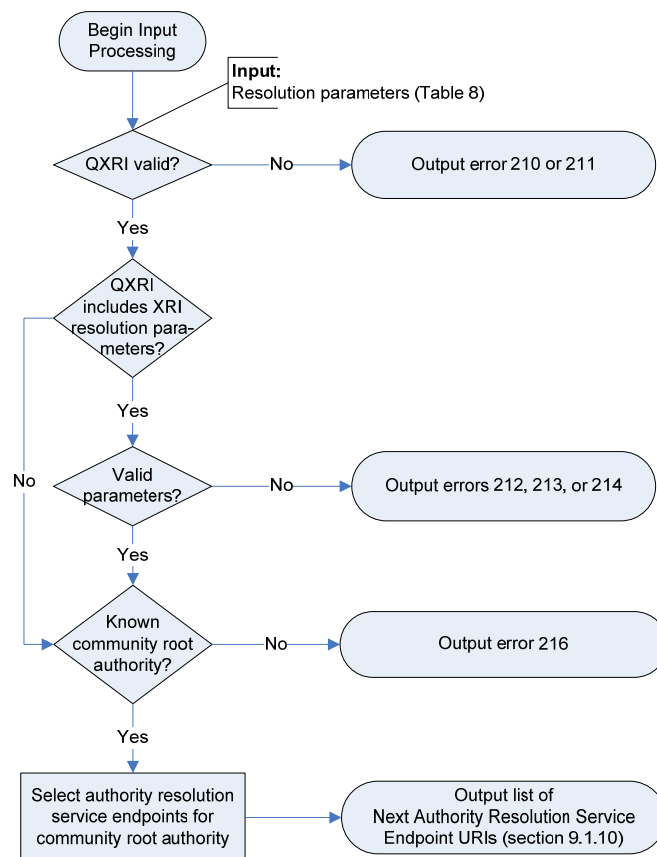 Begin Input
Processing
Input:
Resolution parameters (Table 8)
QXRI valid?
No
Output error 210 or 211
Yes
QXRI
includes XRI
resolution para-
meters?
Yes
No
Valid
parameters?
No
Output errors 212, 213, or 214
Yes
Known
community root
authority?
No
Output error 216
Yes
Select authority resolution
service endpoints for
community root authority
Output list of
Next Authority Resolution Service
Endpoint URIs (section 9.1.10)